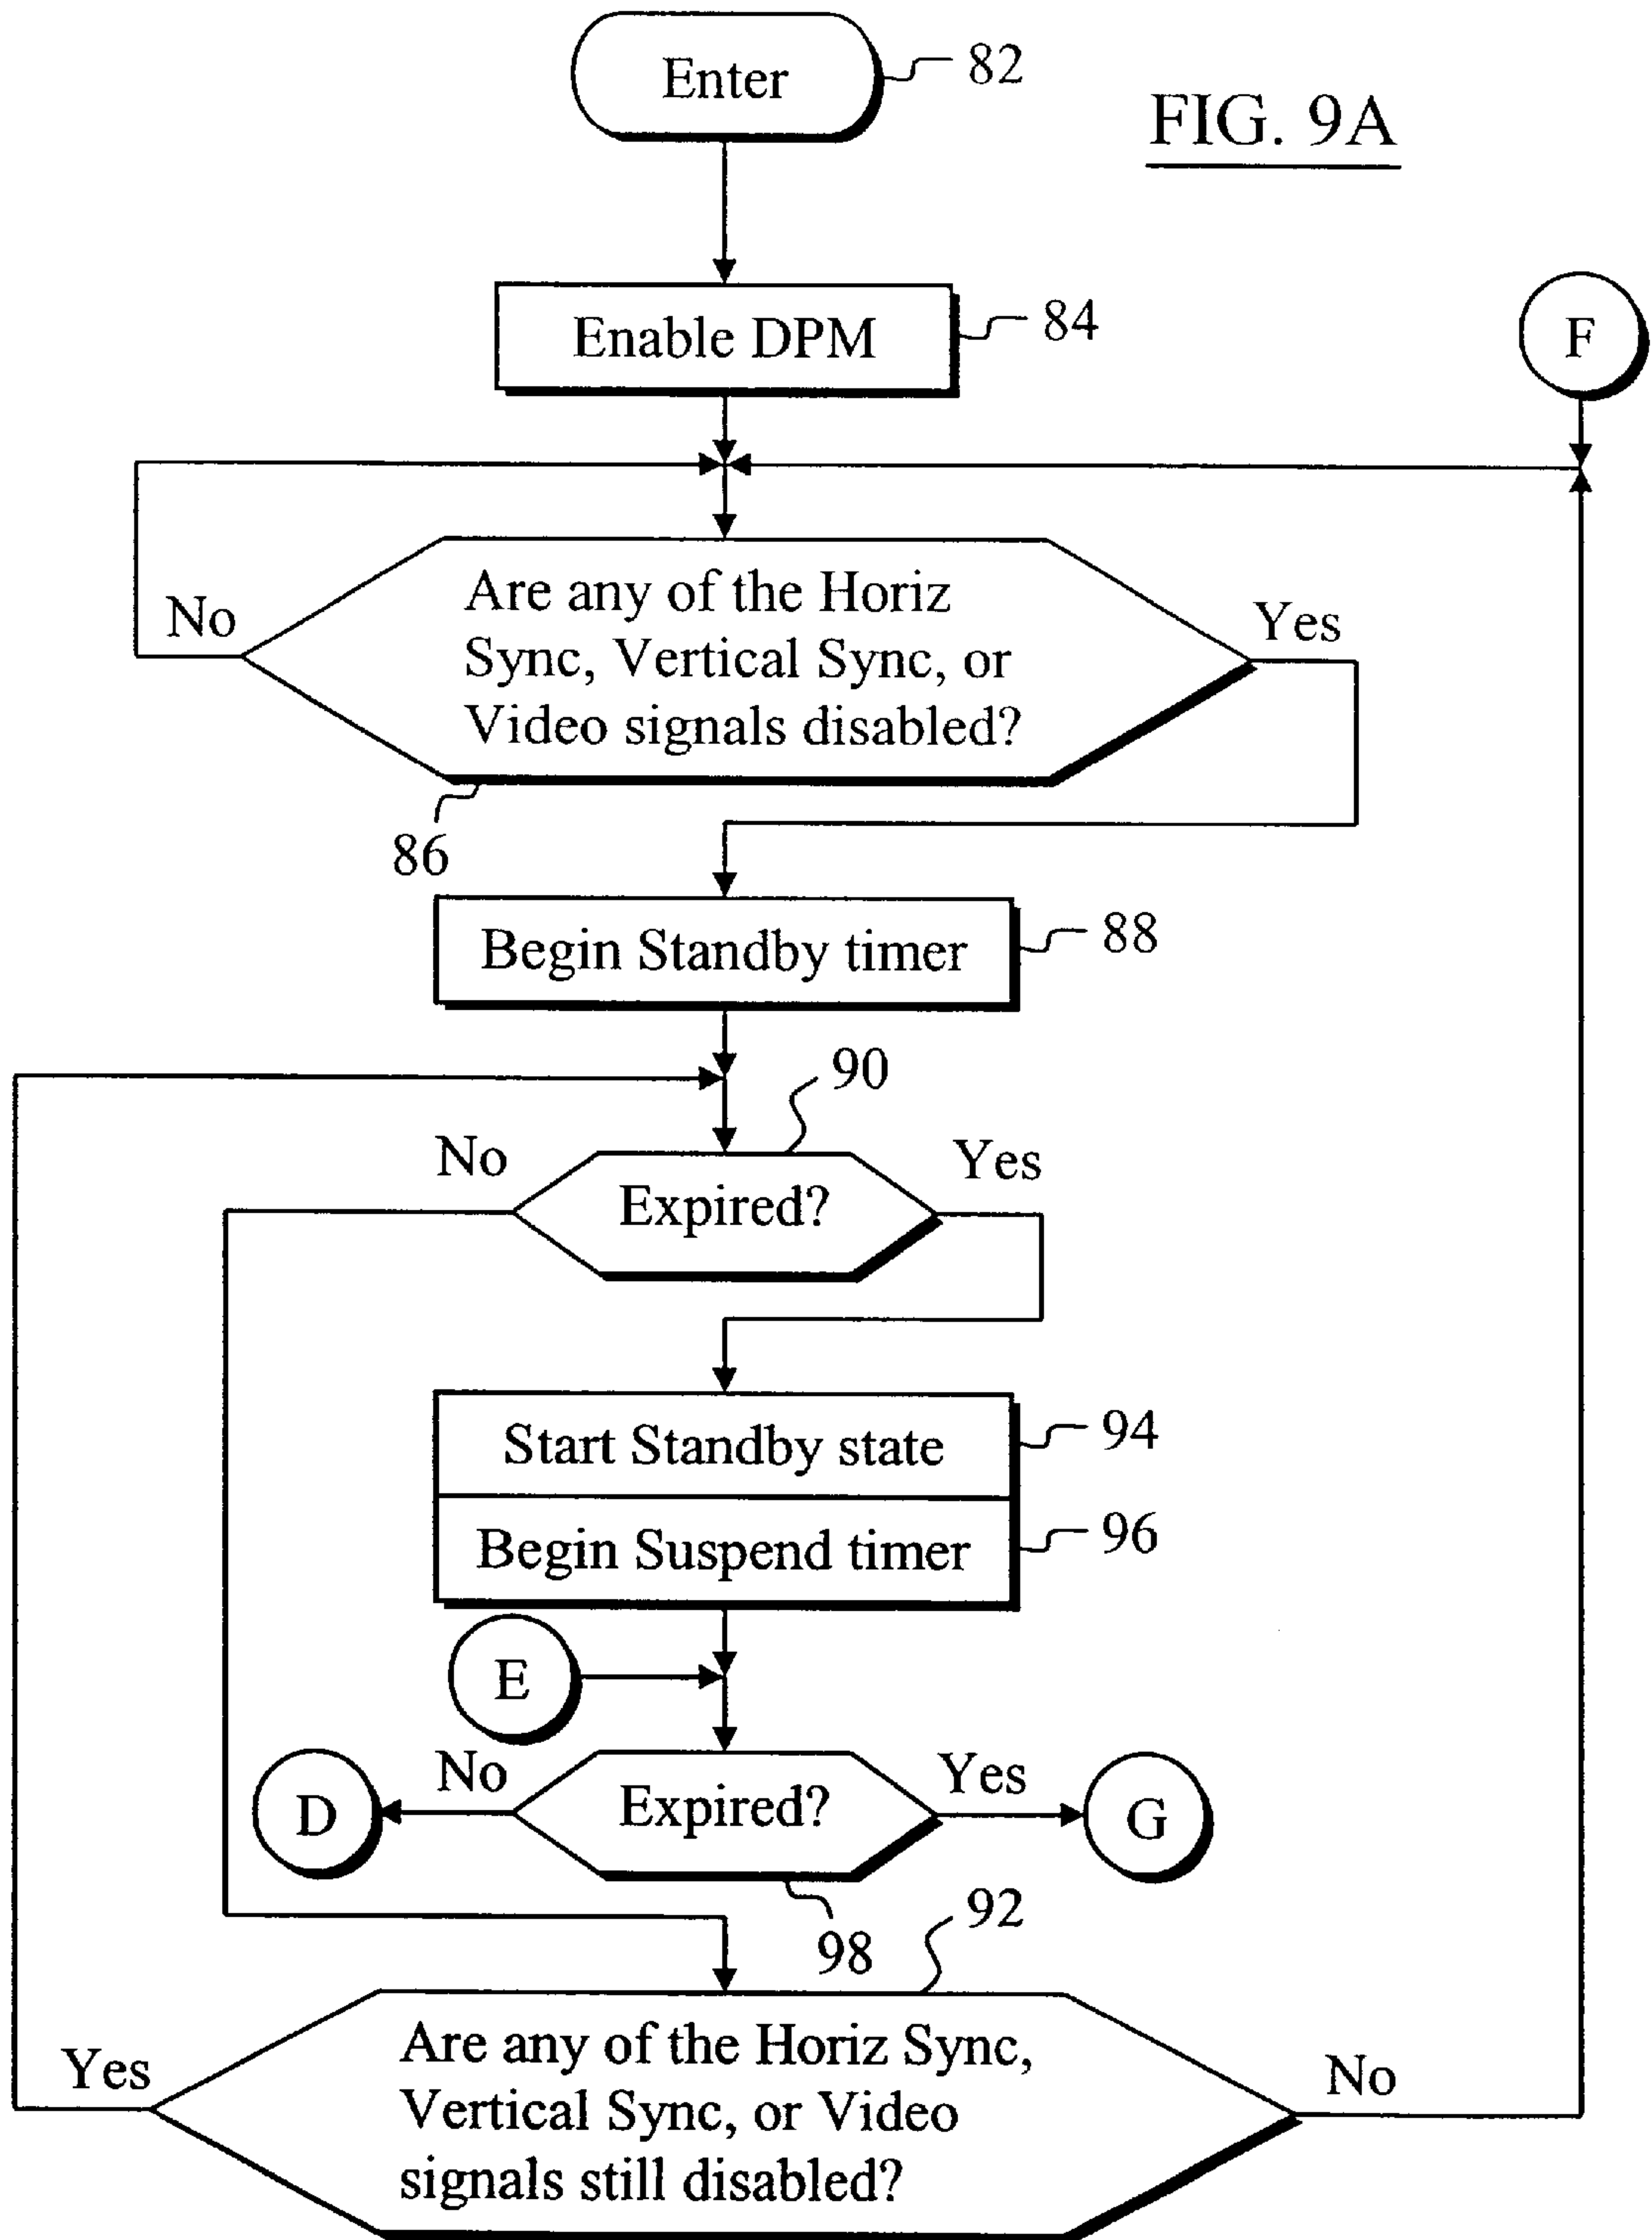 Enter
82
FIG. 9A
Enable DPM
84
F
Are any of the Horiz
Sync, Vertical Sync, or
Video signals disabled?
No
Yes
86
Begin Standby timer
88
90
No
Yes
Expired?
Start Standby state
94
Begin Suspend timer
96
E
No
Yes
D
Expired?
G
98
92
Are any of the Horiz Sync,
Vertical Sync, or Video
signals still disabled?
Yes
No